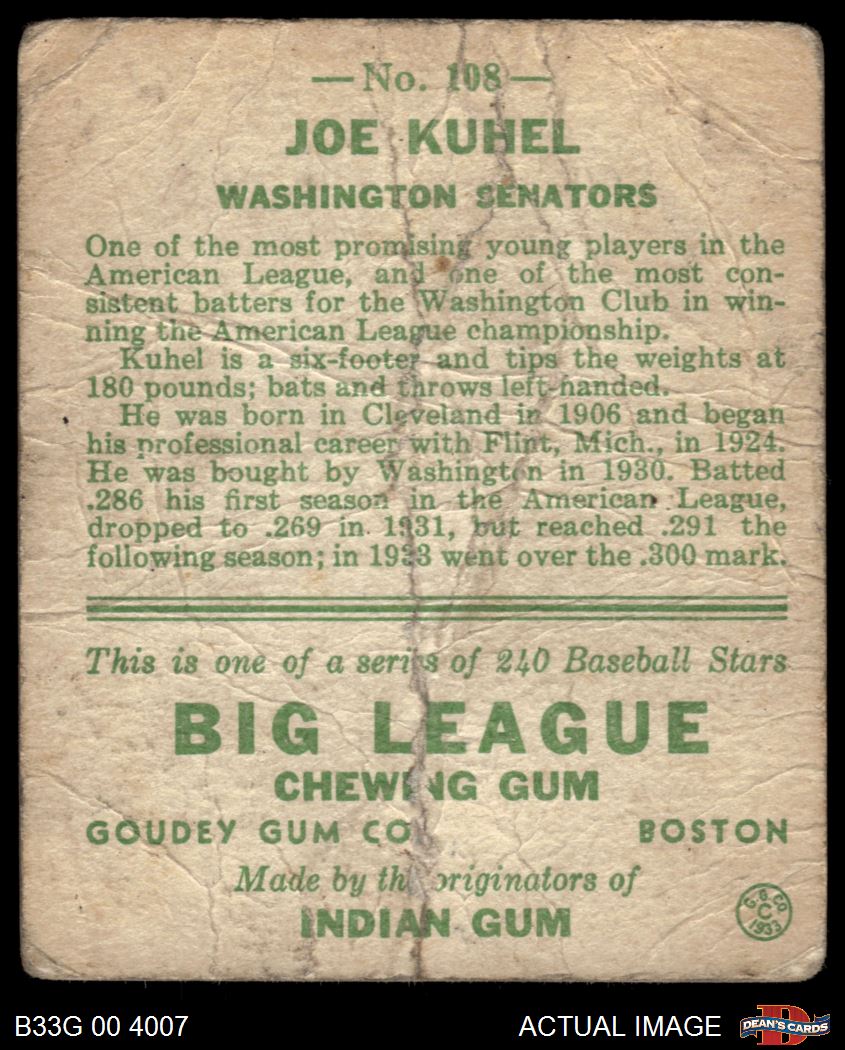 — No. 108 —
JOE KUHEL
WASHINGTON SENATORS
One of the most promising young players in the
American League, and one of the most con-
sistent batters for the Washington Club in win-
ning the American League championship.
Kuhel is a six-footer and tips the weights at
180 pounds; bats and throws left-handed.
He was born in Cleveland in 1906 and began
his professional career with Flint, Mich., in 1924.
He was bought by Washington in 1930. Batted
.286 his first season in the American League,
dropped to .269 in 1931, but reached .291 the
following season; in 1933 went over the .300 mark.
This is one of a series of 240 Baseball Stars
BIG LEAGUE
CHEWING GUM
GOUDEY GUM CO. BOSTON
Made by the originators of
INDIAN GUM
G.G.CO.
C
1933
B33G 00 4007 ACTUAL IMAGE DEAN'S CARDS